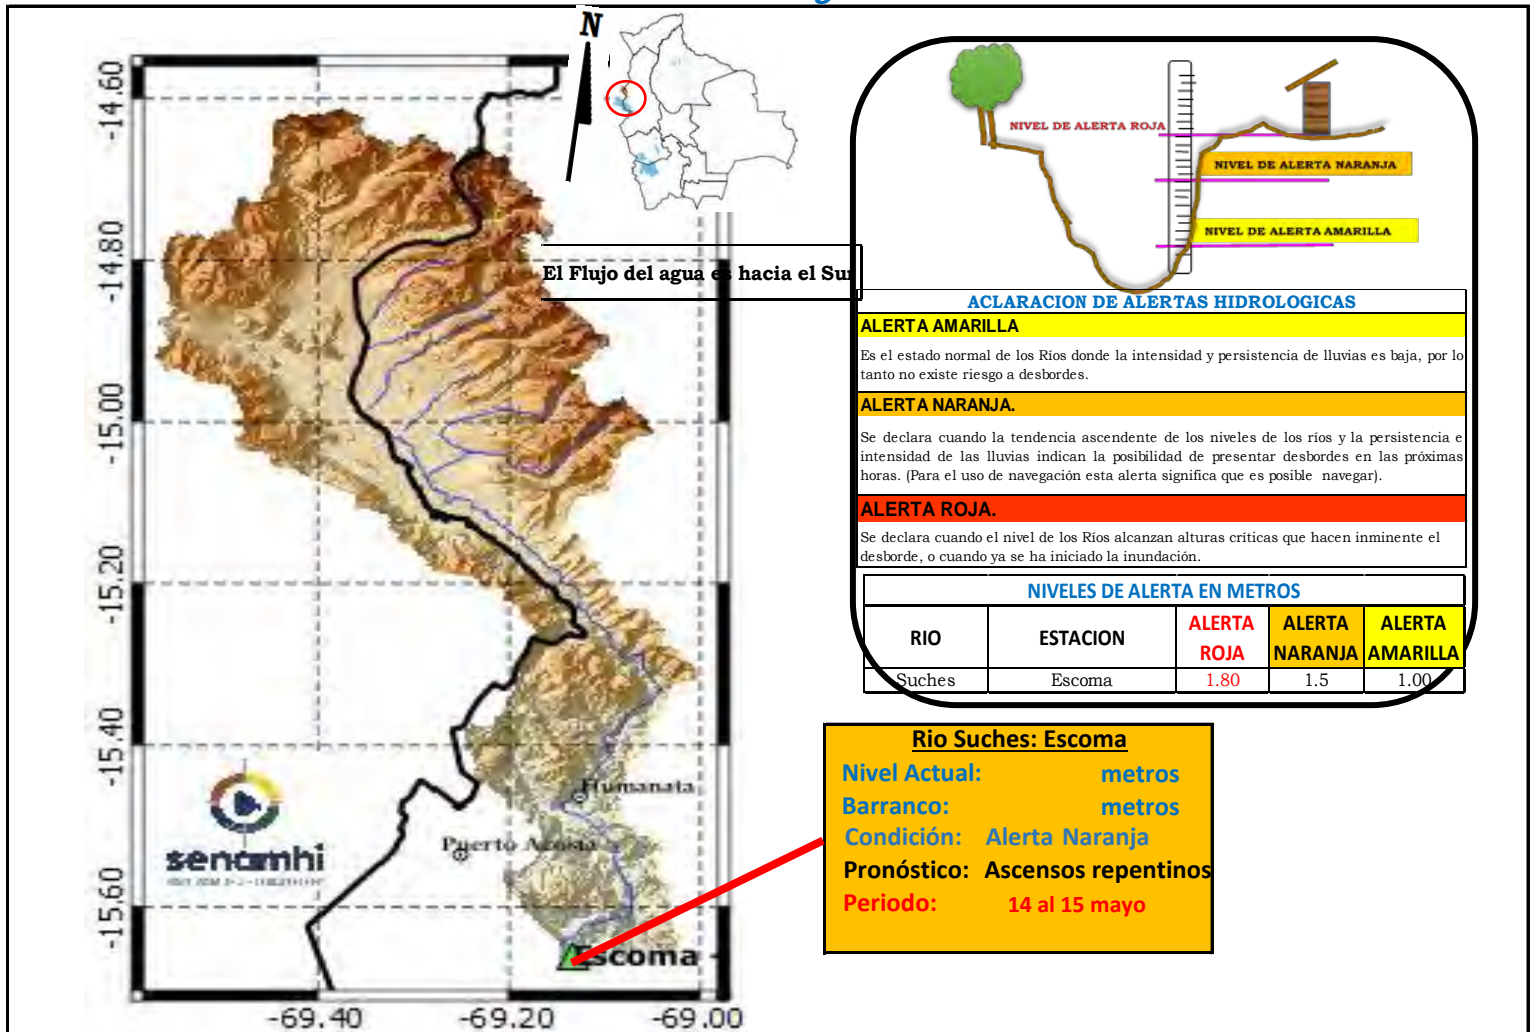 N
-14.60
-14.80
-15.00
-15.20
-15.40
-15.60
-69.40
-69.20
-69.00
El Flujo del agua es hacia el Sur
Humanata
Puerto Acosta
Escoma
senamhi
NIVEL DE ALERTA ROJA
NIVEL DE ALERTA NARANJA
NIVEL DE ALERTA AMARILLA
ACLARACION DE ALERTAS HIDROLOGICAS
ALERTA AMARILLA
Es el estado normal de los Ríos donde la intensidad y persistencia de lluvias es baja, por lo
tanto no existe riesgo a desbordes.
ALERTA NARANJA.
Se declara cuando la tendencia ascendente de los niveles de los ríos y la persistencia e
intensidad de las lluvias indican la posibilidad de presentar desbordes en las próximas
horas. (Para el uso de navegación esta alerta significa que es posible navegar).
ALERTA ROJA.
Se declara cuando el nivel de los Ríos alcanzan alturas críticas que hacen inminente el
desborde, o cuando ya se ha iniciado la inundación.
NIVELES DE ALERTA EN METROS
RIO ESTACION ALERTA ROJA ALERTA NARANJA ALERTA AMARILLA
Suches Escoma 1.80 1.5 1.00
Rio Suches: Escoma
Nivel Actual: metros
Barranco: metros
Condición: Alerta Naranja
Pronóstico: Ascensos repentinos
Periodo: 14 al 15 mayo